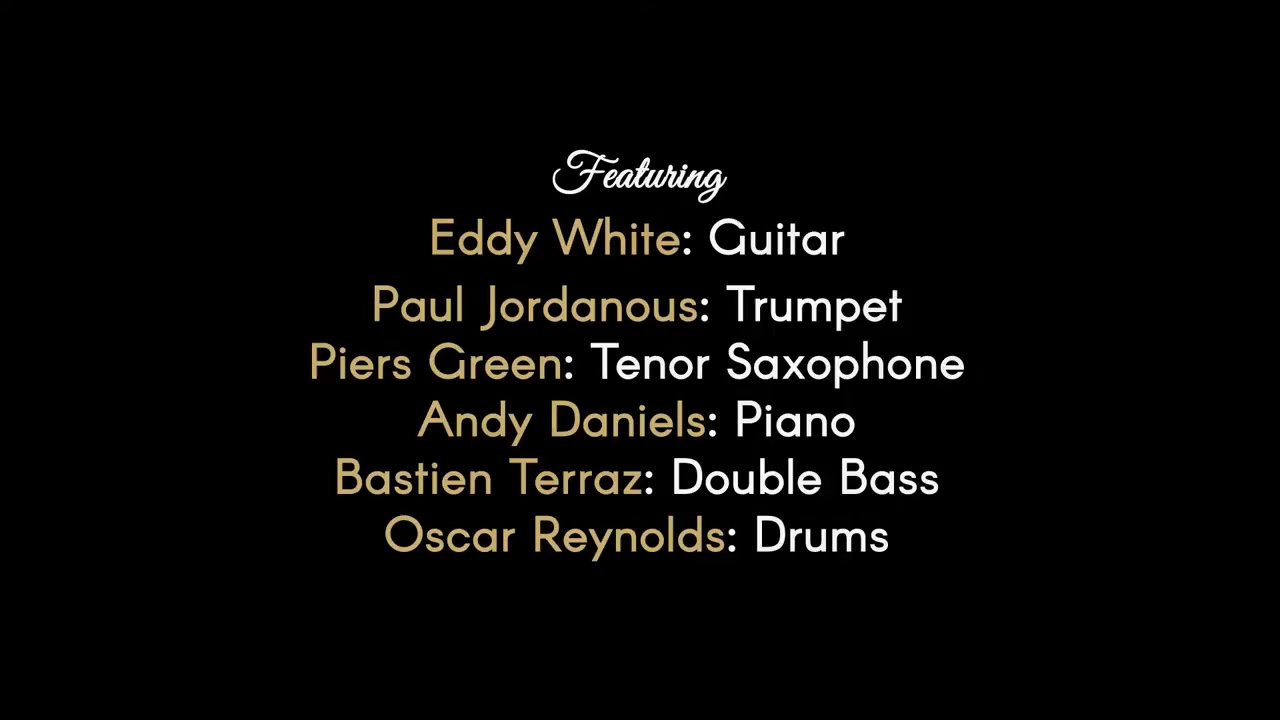 Featuring
Eddy White: Guitar
Paul Jordanous: Trumpet
Piers Green: Tenor Saxophone
Andy Daniels: Piano
Bastien Terraz: Double Bass
Oscar Reynolds: Drums